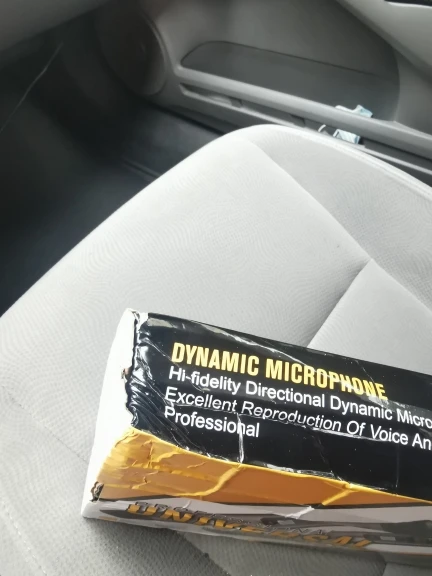 DYNAMIC MICROPHONE
Hi-fidelity Directional Dynamic Micro
Excellent Reproduction Of Voice An
Professional